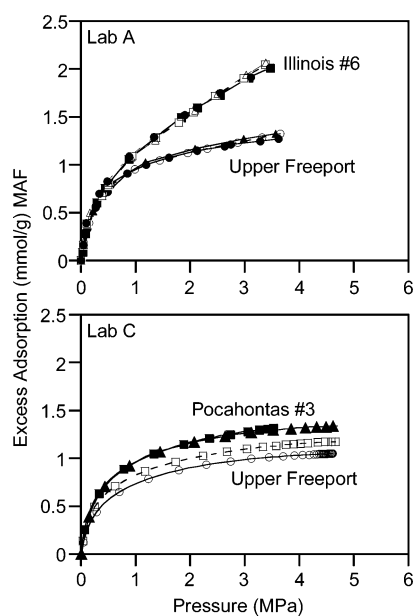 Excess Adsorption (mmol/g) MAF
Lab A
2.5
2
1.5
1
0.5
0
Illinois #6
Upper Freeport
0 1 2 3 4 5 6
Lab C
2.5
2
1.5
1
0.5
0
Pocahontas #3
Upper Freeport
0 1 2 3 4 5 6
Pressure (MPa)